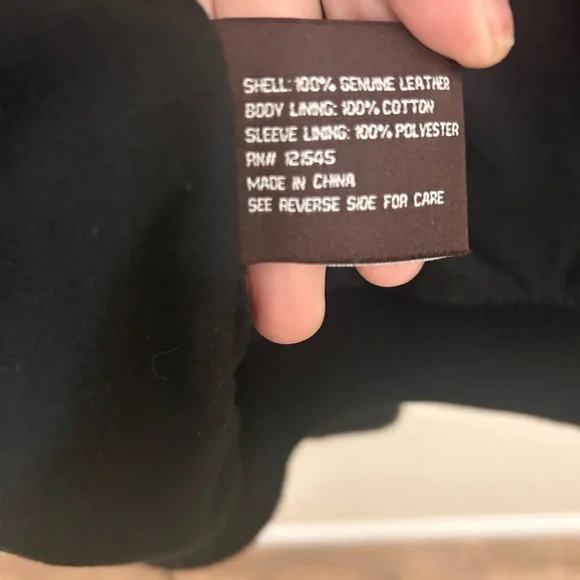 SHELL: 100% GENUINE LEATHER
BODY LINING: 100% COTTON
SLEEVE LINING: 100% POLYESTER
RN# 121545
MADE IN CHINA
SEE REVERSE SIDE FOR CARE